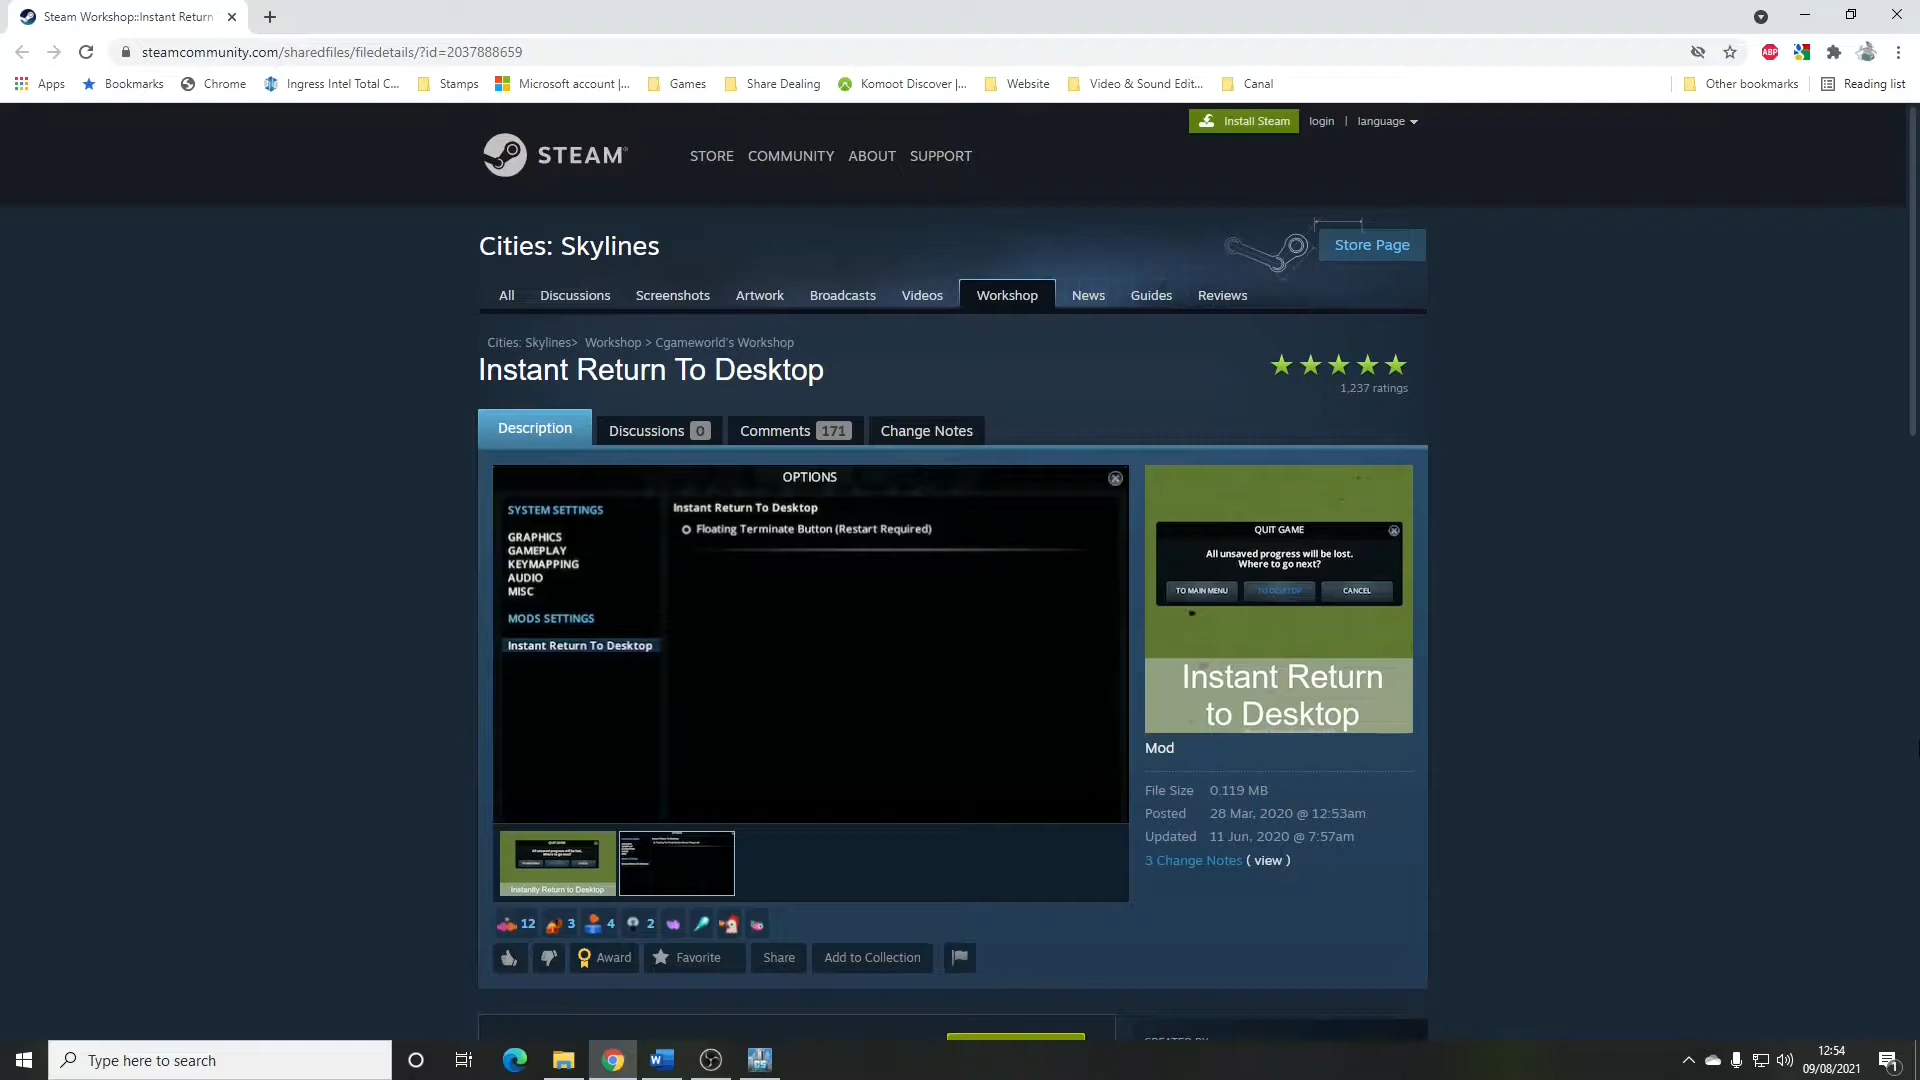 Steam Workshop::Instant Return
steamcommunity.com/sharedfiles/filedetails/?id=2037888659
ABP
Apps Bookmarks Chrome Ingress Intel Total C... Stamps Microsoft account |... Games Share Dealing Komoot Discover |... Website Video & Sound Edit... Canal Other bookmarks Reading list
Install Steam login | language
STEAM STORE COMMUNITY ABOUT SUPPORT
Cities: Skylines Store Page
All Discussions Screenshots Artwork Broadcasts Videos Workshop News Guides Reviews
Cities: Skylines> Workshop > Cgameworld's Workshop
Instant Return To Desktop
1,237 ratings
Description Discussions 0 Comments 171 Change Notes
OPTIONS
SYSTEM SETTINGS
GRAPHICS
GAMEPLAY
KEYMAPPING
AUDIO
MISC
MODS SETTINGS
Instant Return To Desktop
Instant Return To Desktop
Floating Terminate Button (Restart Required)
QUIT GAME
All unsaved progress will be lost.
Where to go next?
TO MAIN MENU TO DESKTOP CANCEL
Instant Return
to Desktop
Mod
File Size 0.119 MB
Posted 28 Mar, 2020 @ 12:53am
Updated 11 Jun, 2020 @ 7:57am
3 Change Notes ( view )
Instantly Return to Desktop
12 3 4 2
Award Favorite Share Add to Collection
Type here to search
12:54
09/08/2021
1